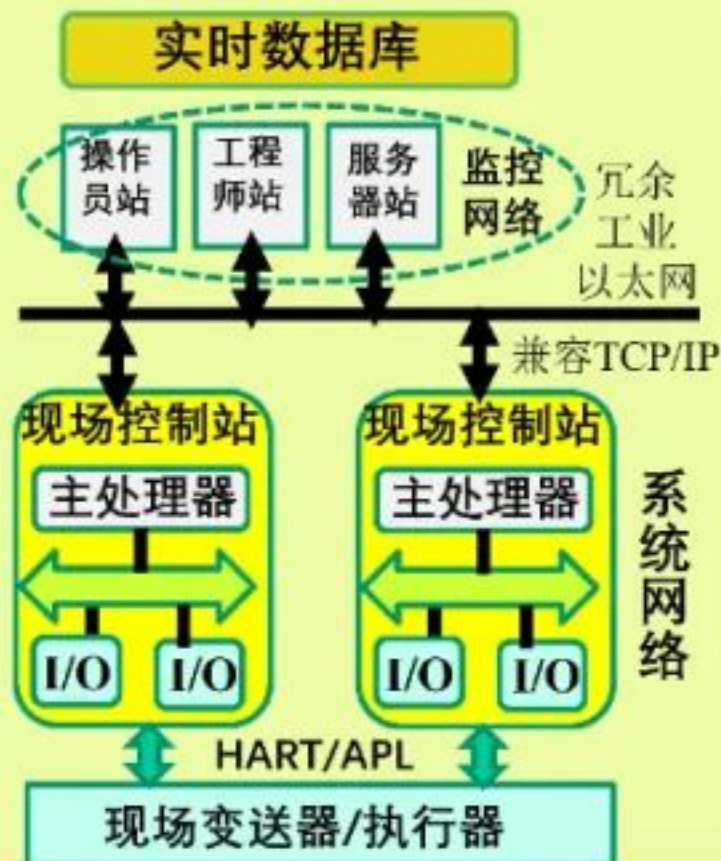 实时数据库
操作
员站
工程
师站
服务
器站
监控
网络
冗余
工业
以太网
兼容TCP/IP
现场控制站
主处理器
I/O
I/O
现场控制站
主处理器
I/O
I/O
系
统
网
络
HART/APL
现场变送器/执行器